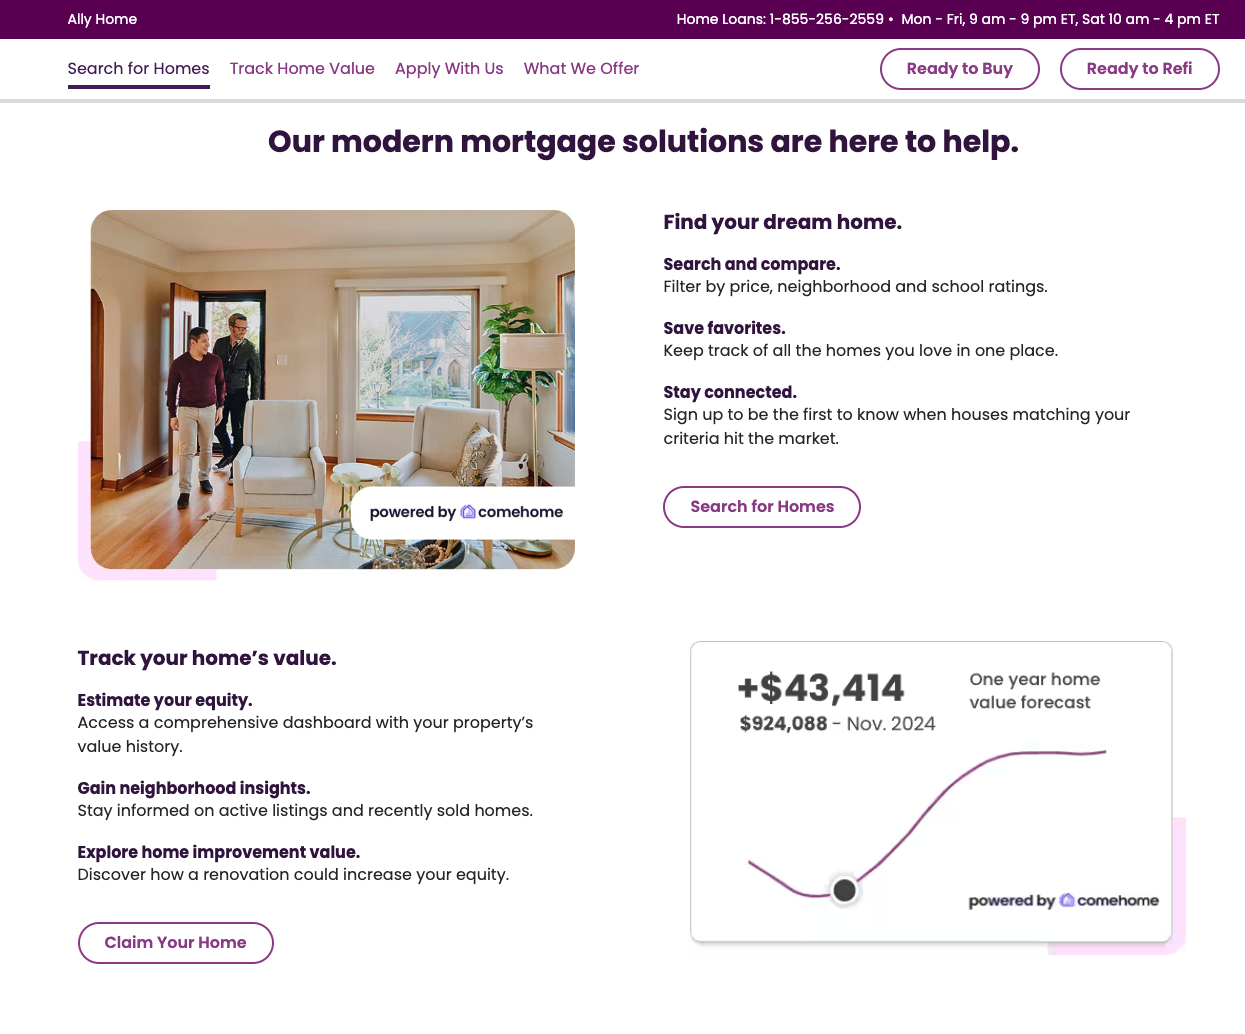 Ally Home
Home Loans: 1-855-256-2559 • Mon - Fri, 9 am - 9 pm ET, Sat 10 am - 4 pm ET
Search for Homes
Track Home Value
Apply With Us
What We Offer
Ready to Buy
Ready to Refi
Our modern mortgage solutions are here to help.
powered by comehome
Find your dream home.
Search and compare.
Filter by price, neighborhood and school ratings.
Save favorites.
Keep track of all the homes you love in one place.
Stay connected.
Sign up to be the first to know when houses matching your
criteria hit the market.
Search for Homes
Track your home’s value.
Estimate your equity.
Access a comprehensive dashboard with your property’s
value history.
Gain neighborhood insights.
Stay informed on active listings and recently sold homes.
Explore home improvement value.
Discover how a renovation could increase your equity.
Claim Your Home
+$43,414
$924,088 - Nov. 2024
One year home
value forecast
powered by comehome